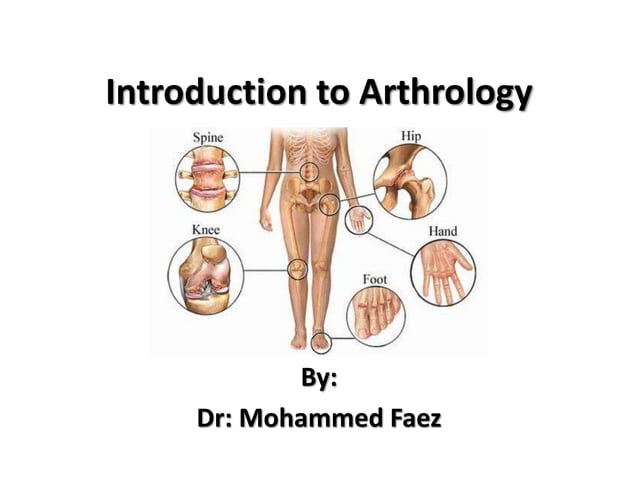 Introduction to Arthrology
Spine
Hip
Knee
Hand
Foot
By:
Dr: Mohammed Faez